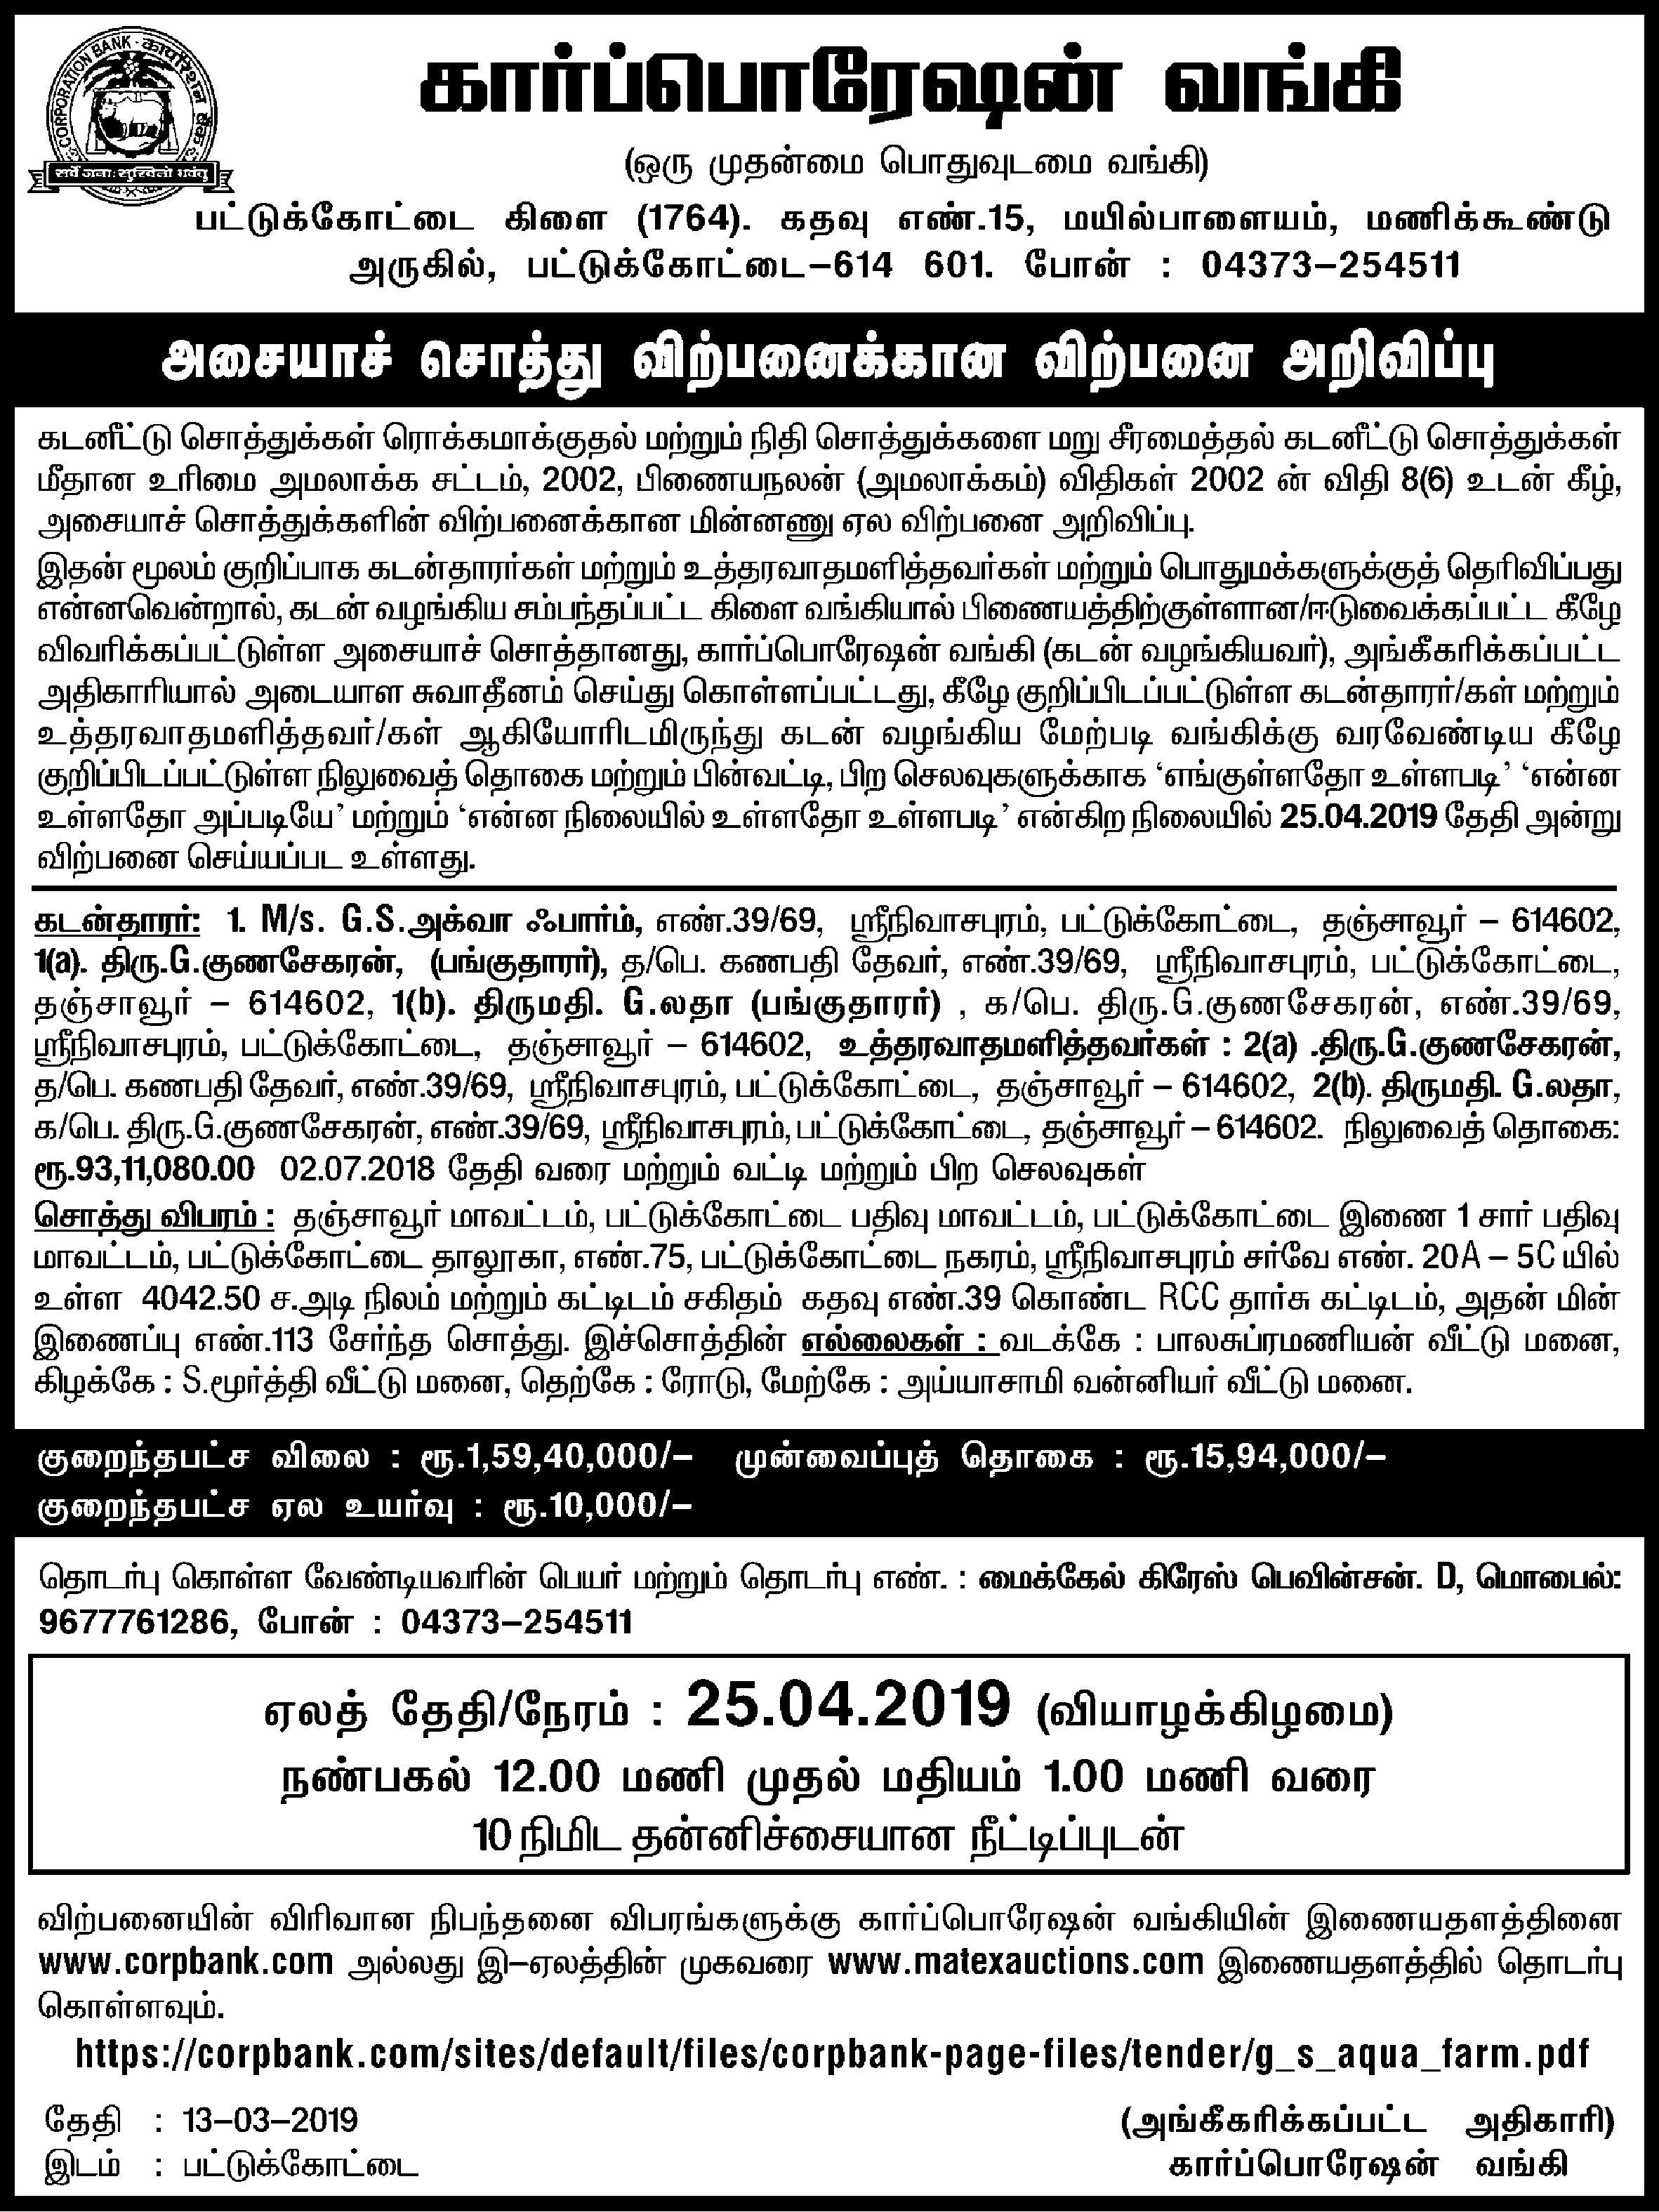 CORPORATION BANK · कार्पोरेशन बैंक
सर्वे जनाः सुखिनो भवंतु
கார்ப்பொரேஷன் வங்கி
(ஒரு முதன்மை பொதுவுடமை வங்கி)
பட்டுக்கோட்டை கிளை (1764). கதவு எண்.15, மயில்பாளையம், மணிக்கூண்டு
அருகில், பட்டுக்கோட்டை–614 601. போன் : 04373–254511
அசையாச் சொத்து விற்பனைக்கான விற்பனை அறிவிப்பு
கடனீட்டு சொத்துக்கள் ரொக்கமாக்குதல் மற்றும் நிதி சொத்துக்களை மறு சீரமைத்தல் கடனீட்டு சொத்துக்கள்
மீதான உரிமை அமலாக்க சட்டம், 2002, பிணையநலன் (அமலாக்கம்) விதிகள் 2002 ன் விதி 8(6) உடன் கீழ்,
அசையாச் சொத்துக்களின் விற்பனைக்கான மின்னணு ஏல விற்பனை அறிவிப்பு.
இதன் மூலம் குறிப்பாக கடன்தாரர்கள் மற்றும் உத்தரவாதமளித்தவர்கள் மற்றும் பொதுமக்களுக்குத் தெரிவிப்பது
என்னவென்றால், கடன் வழங்கிய சம்பந்தப்பட்ட கிளை வங்கியால் பிணையத்திற்குள்ளான/ஈடுவைக்கப்பட்ட கீழே
விவரிக்கப்பட்டுள்ள அசையாச் சொத்தானது, கார்ப்பொரேஷன் வங்கி (கடன் வழங்கியவர்), அங்கீகரிக்கப்பட்ட
அதிகாரியால் அடையாள சுவாதீனம் செய்து கொள்ளப்பட்டது, கீழே குறிப்பிடப்பட்டுள்ள கடன்தாரர்/கள் மற்றும்
உத்தரவாதமளித்தவர்/கள் ஆகியோரிடமிருந்து கடன் வழங்கிய மேற்படி வங்கிக்கு வரவேண்டிய கீழே
குறிப்பிடப்பட்டுள்ள நிலுவைத் தொகை மற்றும் பின்வட்டி, பிற செலவுகளுக்காக ‘எங்குள்ளதோ உள்ளபடி’ ‘என்ன
உள்ளதோ அப்படியே’ மற்றும் ‘என்ன நிலையில் உள்ளதோ உள்ளபடி’ என்கிற நிலையில் 25.04.2019 தேதி அன்று
விற்பனை செய்யப்பட உள்ளது.
கடன்தாரர்: 1. M/s. G.S.அக்வா ஃபார்ம், எண்.39/69, ஸ்ரீநிவாசபுரம், பட்டுக்கோட்டை, தஞ்சாவூர் – 614602,
1(a). திரு.G.குணசேகரன், (பங்குதாரர்), த/பெ. கணபதி தேவர், எண்.39/69, ஸ்ரீநிவாசபுரம், பட்டுக்கோட்டை,
தஞ்சாவூர் – 614602, 1(b). திருமதி. G.லதா (பங்குதாரர்) , க/பெ. திரு.G.குணசேகரன், எண்.39/69,
ஸ்ரீநிவாசபுரம், பட்டுக்கோட்டை, தஞ்சாவூர் – 614602, உத்தரவாதமளித்தவர்கள் : 2(a) .திரு.G.குணசேகரன்,
த/பெ. கணபதி தேவர், எண்.39/69, ஸ்ரீநிவாசபுரம், பட்டுக்கோட்டை, தஞ்சாவூர் – 614602, 2(b). திருமதி. G.லதா,
க/பெ. திரு.G.குணசேகரன், எண்.39/69, ஸ்ரீநிவாசபுரம், பட்டுக்கோட்டை, தஞ்சாவூர் – 614602. நிலுவைத் தொகை:
ரூ.93,11,080.00 02.07.2018 தேதி வரை மற்றும் வட்டி மற்றும் பிற செலவுகள்
சொத்து விபரம் : தஞ்சாவூர் மாவட்டம், பட்டுக்கோட்டை பதிவு மாவட்டம், பட்டுக்கோட்டை இணை 1 சார் பதிவு
மாவட்டம், பட்டுக்கோட்டை தாலூகா, எண்.75, பட்டுக்கோட்டை நகரம், ஸ்ரீநிவாசபுரம் சர்வே எண். 20A – 5C யில்
உள்ள 4042.50 ச.அடி நிலம் மற்றும் கட்டிடம் சகிதம் கதவு எண்.39 கொண்ட RCC தார்சு கட்டிடம், அதன் மின்
இணைப்பு எண்.113 சேர்ந்த சொத்து. இச்சொத்தின் எல்லைகள் : வடக்கே : பாலசுப்ரமணியன் வீட்டு மனை,
கிழக்கே : S.மூர்த்தி வீட்டு மனை, தெற்கே : ரோடு, மேற்கே : அய்யாசாமி வன்னியர் வீட்டு மனை.
குறைந்தபட்ச விலை : ரூ.1,59,40,000/– முன்வைப்புத் தொகை : ரூ.15,94,000/–
குறைந்தபட்ச ஏல உயர்வு : ரூ.10,000/–
தொடர்பு கொள்ள வேண்டியவரின் பெயர் மற்றும் தொடர்பு எண். : மைக்கேல் கிரேஸ் பெவின்சன். D, மொபைல்:
9677761286, போன் : 04373–254511
ஏலத் தேதி/நேரம் : 25.04.2019 (வியாழக்கிழமை)
நண்பகல் 12.00 மணி முதல் மதியம் 1.00 மணி வரை
10 நிமிட தன்னிச்சையான நீட்டிப்புடன்
விற்பனையின் விரிவான நிபந்தனை விபரங்களுக்கு கார்ப்பொரேஷன் வங்கியின் இணையதளத்தினை
www.corpbank.com அல்லது இ–ஏலத்தின் முகவரை www.matexauctions.com இணையதளத்தில் தொடர்பு
கொள்ளவும்.
https://corpbank.com/sites/default/files/corpbank-page-files/tender/g_s_aqua_farm.pdf
தேதி : 13–03–2019
(அங்கீகரிக்கப்பட்ட அதிகாரி)
இடம் : பட்டுக்கோட்டை
கார்ப்பொரேஷன் வங்கி